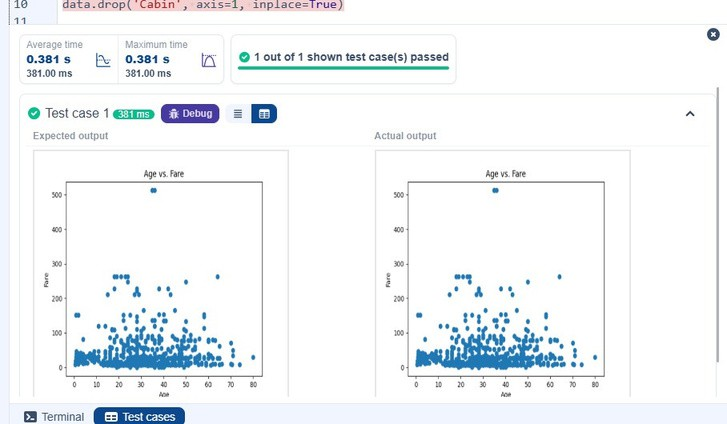 10 data.drop('Cabin', axis=1, inplace=True)
11
Average time
0.381 s
381.00 ms
Maximum time
0.381 s
381.00 ms
1 out of 1 shown test case(s) passed
Test case 1 381 ms Debug
Expected output
Actual output
Age vs. Fare
500
400
300
200
100
0
Fare
0 10 20 30 40 50 60 70 80
Age
Age vs. Fare
500
400
300
200
100
0
Fare
0 10 20 30 40 50 60 70 80
Age
Terminal Test cases